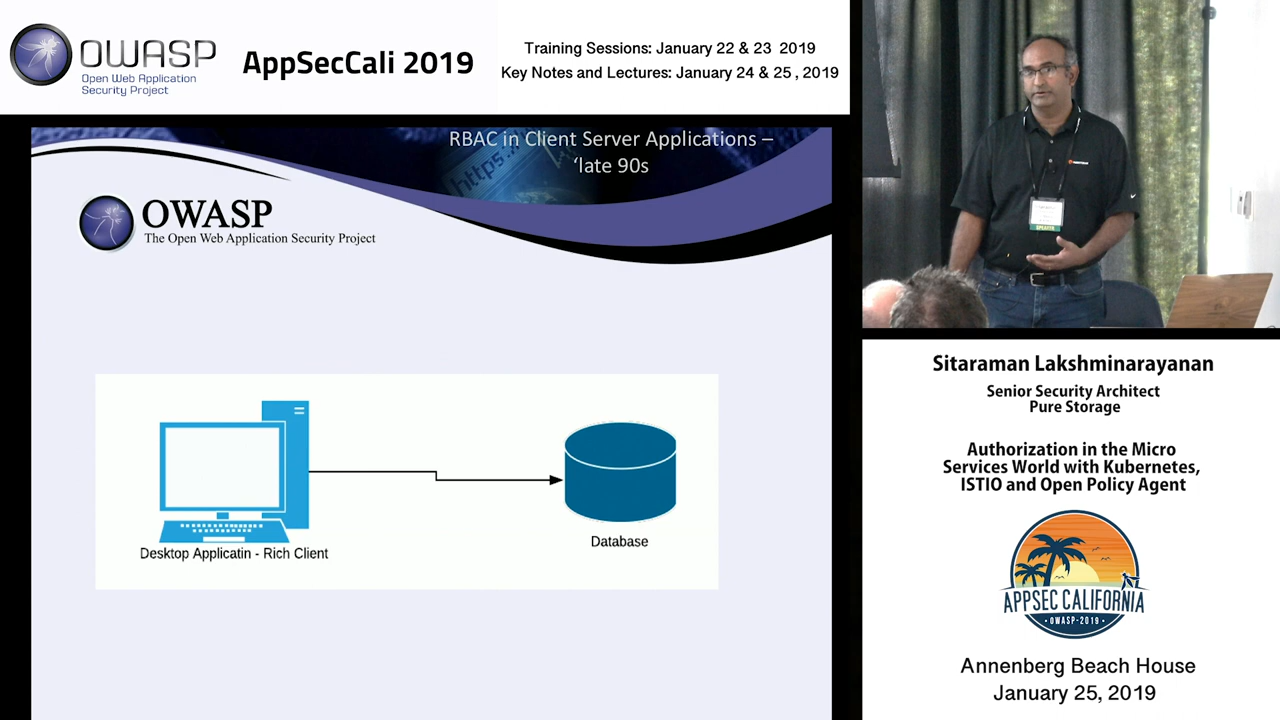 OWASP
Open Web Application
Security Project
AppSecCali 2019
Training Sessions: January 22 & 23 2019
Key Notes and Lectures: January 24 & 25 , 2019
RBAC in Client Server Applications –
‘late 90s
https:
OWASP
The Open Web Application Security Project
Desktop Applicatin - Rich Client
Database
SPEAKER
Sitaraman Lakshminarayanan
Senior Security Architect
Pure Storage
Authorization in the Micro
Services World with Kubernetes,
ISTIO and Open Policy Agent
APPSEC CALIFORNIA
• OWASP-2019 •
Annenberg Beach House
January 25, 2019